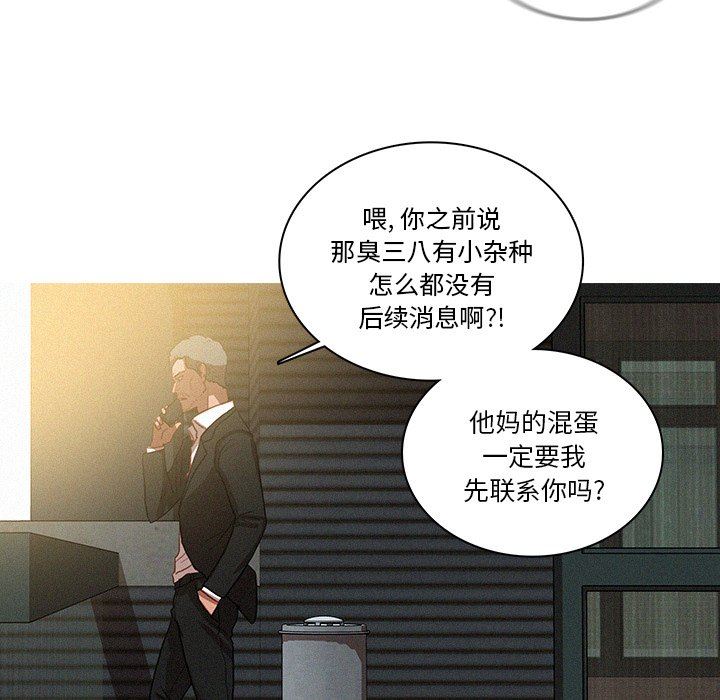 喂, 你之前说
那臭三八有小杂种
怎么都没有
后续消息啊?!
他妈的混蛋
一定要我
先联系你吗?